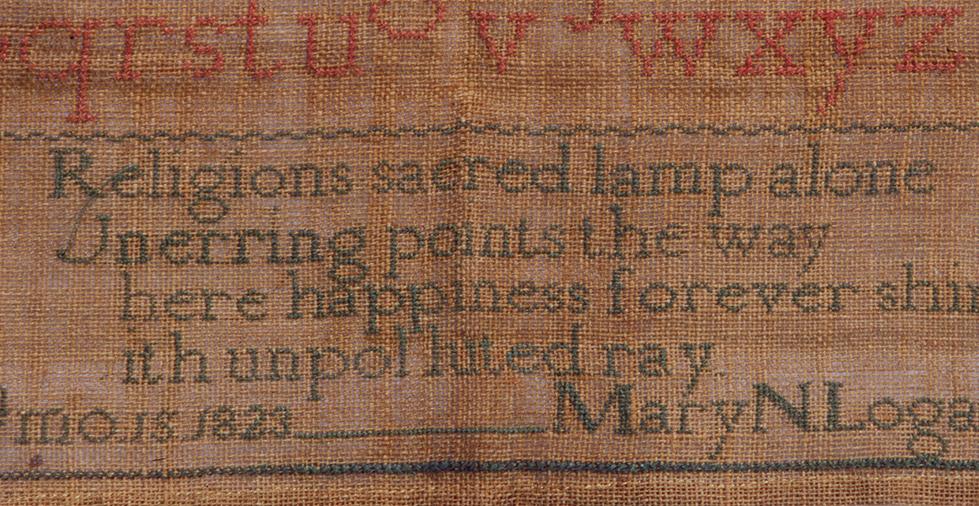 qrstu v wxyz
Religions sacred lamp alone
Unerring points the way
here happiness forever shin
ith unpolluted ray.
mo 15 1823 Mary N Loga